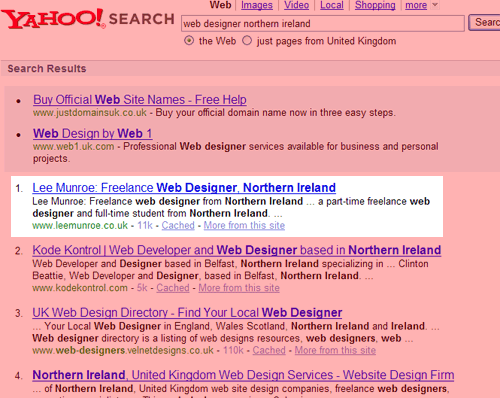 Web | Images | Video | Local | Shopping | more
YAHOO! SEARCH
web designer northern ireland
Searc
the Web
just pages from United Kingdom
Search Results
Buy Official Web Site Names - Free Help
www.justdomainsuk.co.uk - Buy your official domain name now in three easy steps.
Web Design by Web 1
www.web1.uk.com - Professional Web designer services available for business and personal
projects.
1. Lee Munroe: Freelance Web Designer, Northern Ireland
Lee Munroe: Freelance web designer from Northern Ireland ... a part-time freelance web
designer and full-time student from Northern Ireland. ...
www.leemunroe.co.uk - 11k - Cached - More from this site
2. Kode Kontrol | Web Developer and Web Designer based in Northern Ireland
Web Developer and Designer based in Belfast, Northern Ireland specializing in ... Clinton
Beattie, Web Developer and Designer, based in Belfast, Northern Ireland. ...
www.kodekontrol.com - 5k - Cached - More from this site
3. UK Web Design Directory - Find Your Local Web Designer
... Your Local Web Designer in England, Wales Scotland, Northern Ireland and Ireland. ...
Web designer directory is a listing of web designs resources, web designers, web ...
www.web-designers.velnetdesigns.co.uk - 110k - Cached - More from this site
4. Northern Ireland, United Kingdom Web Design Services - Website Design Firm
... of Northern Ireland, United Kingdom web site design companies, freelance web designers,